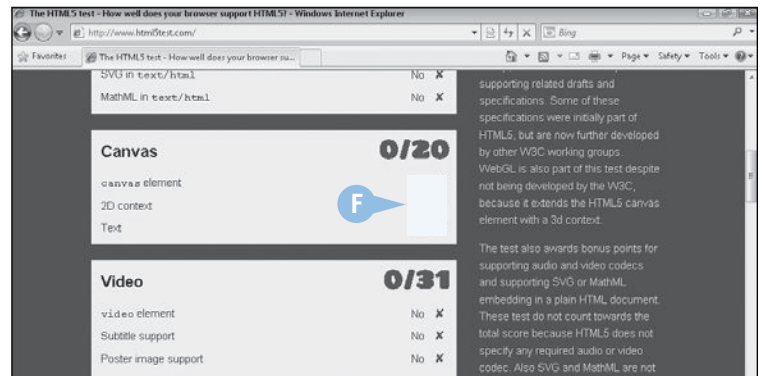 The HTML5 test - How well does your browser support HTML5? - Windows Internet Explorer
http://www.html5test.com/
Bing
Favorites
The HTML5 test - How well does your browser su...
Page
Safety
Tools
SVG in text/html No ✘
MathML in text/html No ✘
Canvas 0/20
canvas element
2D context
Text
F
Video 0/31
video element No ✘
Subtitle support No ✘
Poster image support No ✘
supporting related drafts and
specifications. Some of these
specifications were initially part of
HTML5, but are now further developed
by other W3C working groups.
WebGL is also part of this test despite
not being developed by the W3C,
because it extends the HTML5 canvas
element with a 3d context.
The test also awards bonus points for
supporting audio and video codecs
and supporting SVG or MathML
embedding in a plain HTML document.
These test do not count towards the
total score because HTML5 does not
specify any required audio or video
codec. Also SVG and MathML are not